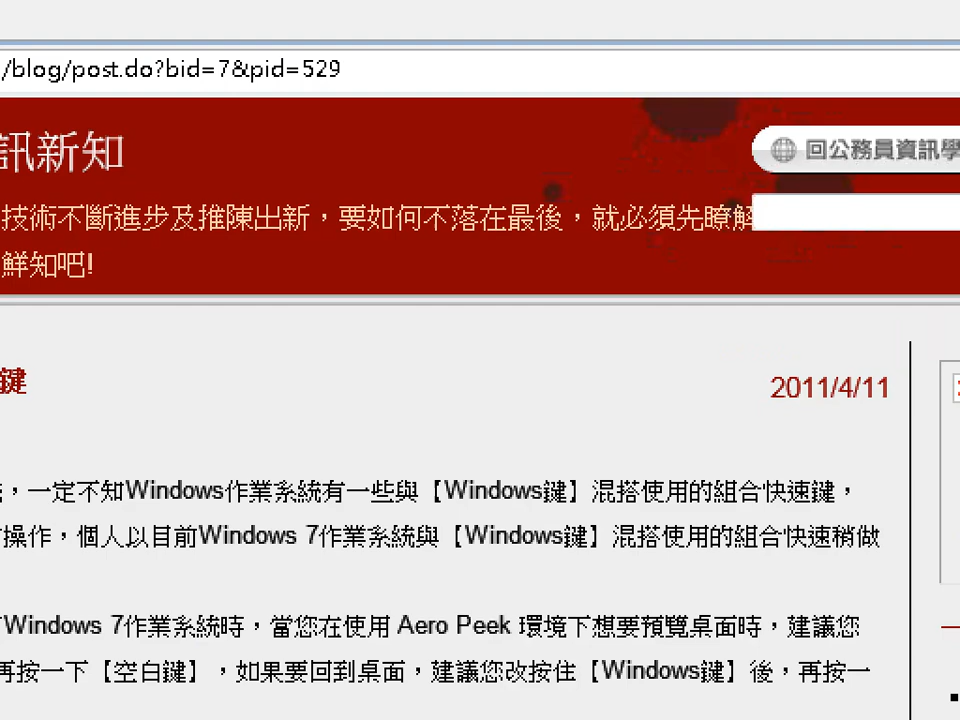 /blog/post.do?bid=7&pid=529
訊新知
回公務員資訊學
技術不斷進步及推陳出新，要如何不落在最後，就必須先瞭解
鮮知吧!
鍵
2011/4/11
，一定不知Windows作業系統有一些與【Windows鍵】混搭使用的組合快速鍵，
操作，個人以目前Windows 7作業系統與【Windows鍵】混搭使用的組合快速稍做
Windows 7作業系統時，當您在使用 Aero Peek 環境下想要預覽桌面時，建議您
再按一下【空白鍵】，如果要回到桌面，建議您改按住【Windows鍵】後，再按一